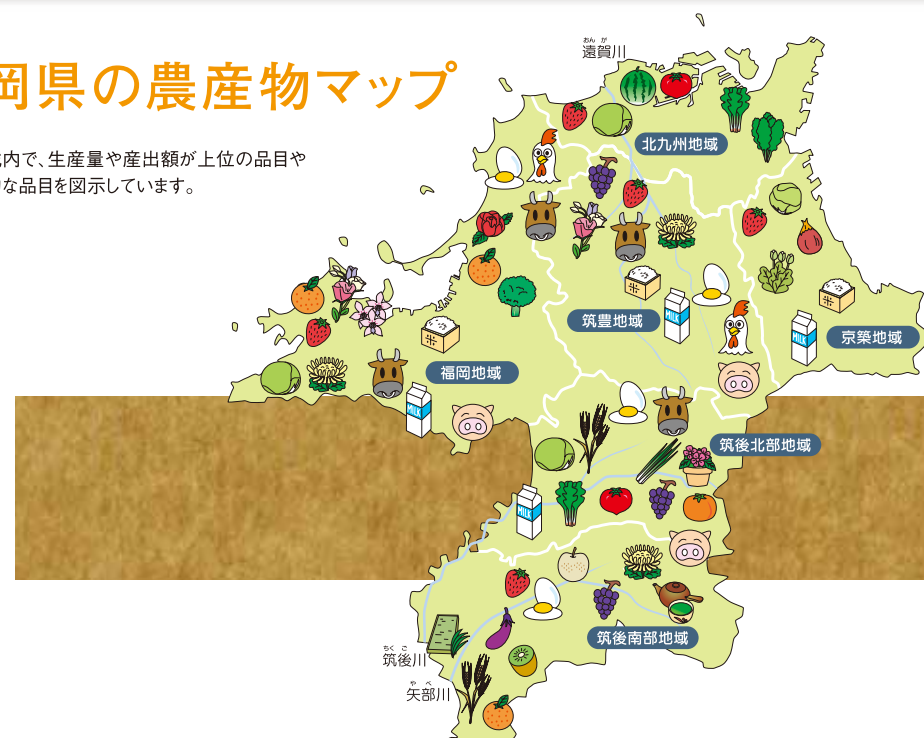 岡県の農産物マップ
内で、生産量や産出額が上位の品目や
な品目を図示しています。
おんが
遠賀川
北九州地域
筑豊地域
MILK
米
京築地域
MILK
米
福岡地域
MILK
米
筑後北部地域
MILK
筑後南部地域
ちくご
筑後川
やべ
矢部川